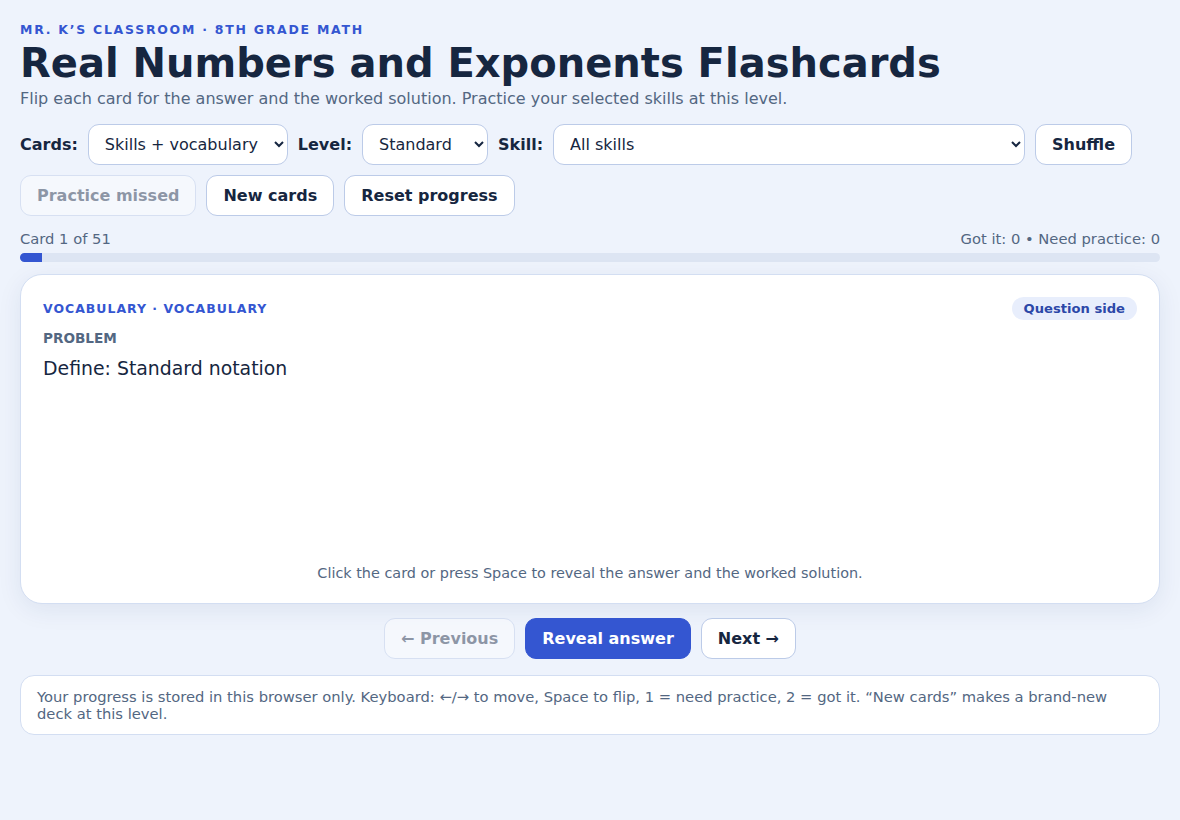 MR. K’S CLASSROOM · 8TH GRADE MATH
Real Numbers and Exponents Flashcards
Flip each card for the answer and the worked solution. Practice your selected skills at this level.
Cards: Skills + vocabulary Level: Standard Skill: All skills Shuffle
Practice missed New cards Reset progress
Card 1 of 51 Got it: 0 • Need practice: 0
VOCABULARY · VOCABULARY Question side
PROBLEM
Define: Standard notation
Click the card or press Space to reveal the answer and the worked solution.
← Previous Reveal answer Next →
Your progress is stored in this browser only. Keyboard: ←/→ to move, Space to flip, 1 = need practice, 2 = got it. “New cards” makes a brand-new
deck at this level.